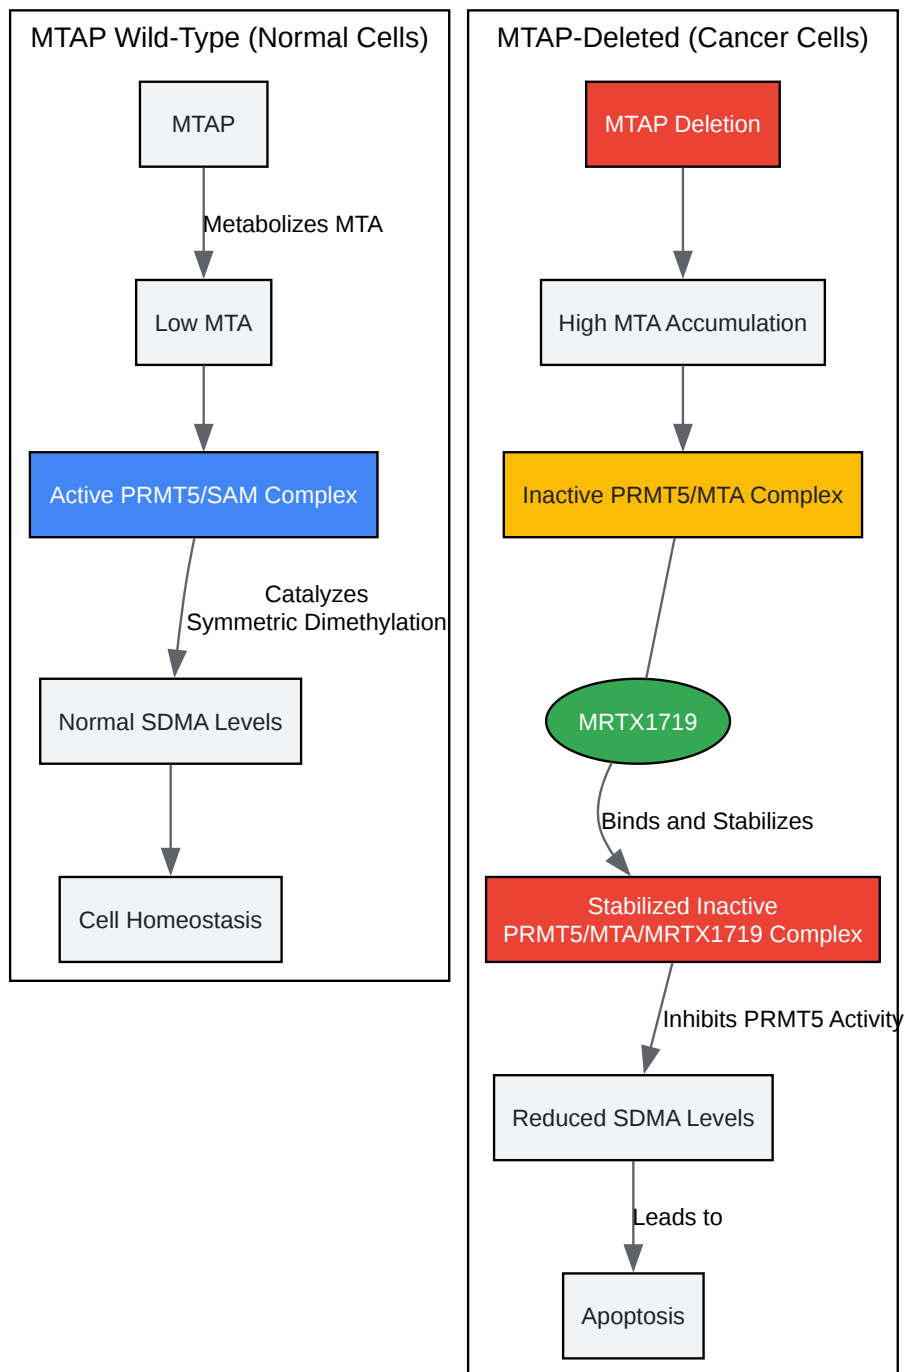 MTAP Wild-Type (Normal Cells)
MTAP
Metabolizes MTA
Low MTA
Active PRMT5/SAM Complex
Catalyzes
Symmetric Dimethylation
Normal SDMA Levels
Cell Homeostasis
MTAP-Deleted (Cancer Cells)
MTAP Deletion
High MTA Accumulation
Inactive PRMT5/MTA Complex
MRTX1719
Binds and Stabilizes
Stabilized Inactive
PRMT5/MTA/MRTX1719 Complex
Inhibits PRMT5 Activity
Reduced SDMA Levels
Leads to
Apoptosis